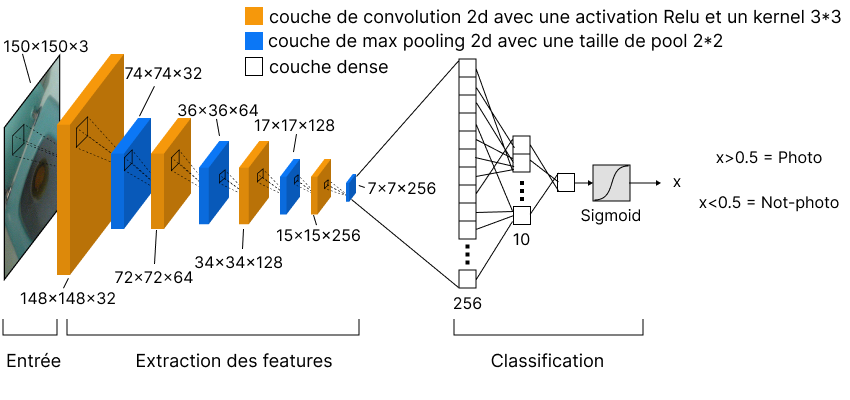 couche de convolution 2d avec une activation Relu et un kernel 3*3
couche de max pooling 2d avec une taille de pool 2*2
couche dense
150×150×3
74×74×32
36×36×64
17×17×128
7×7×256
15×15×256
34×34×128
72×72×64
148×148×32
256
10
Sigmoid
x
x>0.5 = Photo
x<0.5 = Not-photo
Entrée
Extraction des features
Classification